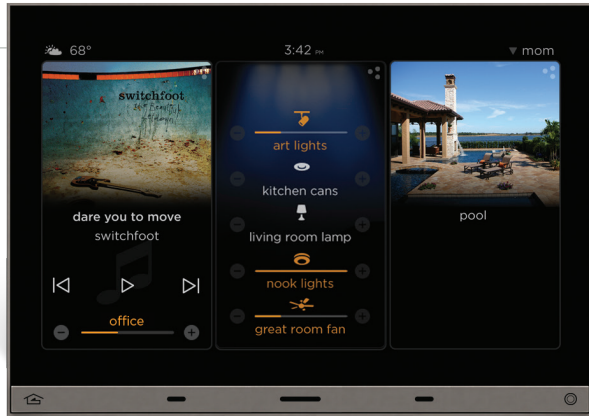 68°
3:42 PM
mom
switchfoot
dare you to move
switchfoot
office
art lights
kitchen cans
living room lamp
nook lights
great room fan
pool